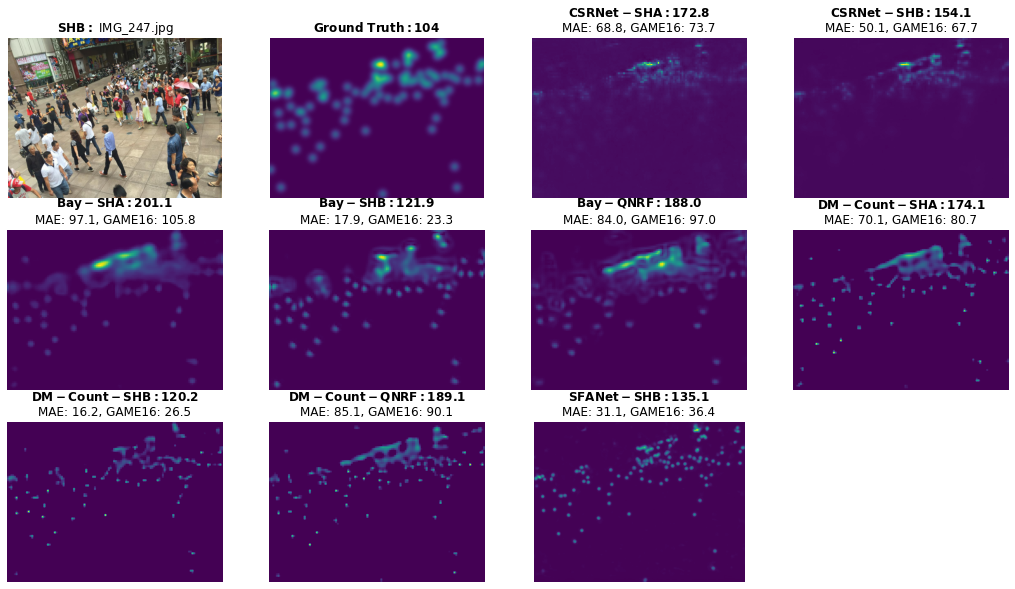 SHB: IMG_247.jpg
Ground Truth:104
CSRNet-SHA:172.8
MAE: 68.8, GAME16: 73.7
CSRNet-SHB:154.1
MAE: 50.1, GAME16: 67.7
Bay-SHA:201.1
MAE: 97.1, GAME16: 105.8
Bay-SHB:121.9
MAE: 17.9, GAME16: 23.3
Bay-QNRF:188.0
MAE: 84.0, GAME16: 97.0
DM-Count-SHA:174.1
MAE: 70.1, GAME16: 80.7
DM-Count-SHB:120.2
MAE: 16.2, GAME16: 26.5
DM-Count-QNRF:189.1
MAE: 85.1, GAME16: 90.1
SFANet-SHB:135.1
MAE: 31.1, GAME16: 36.4